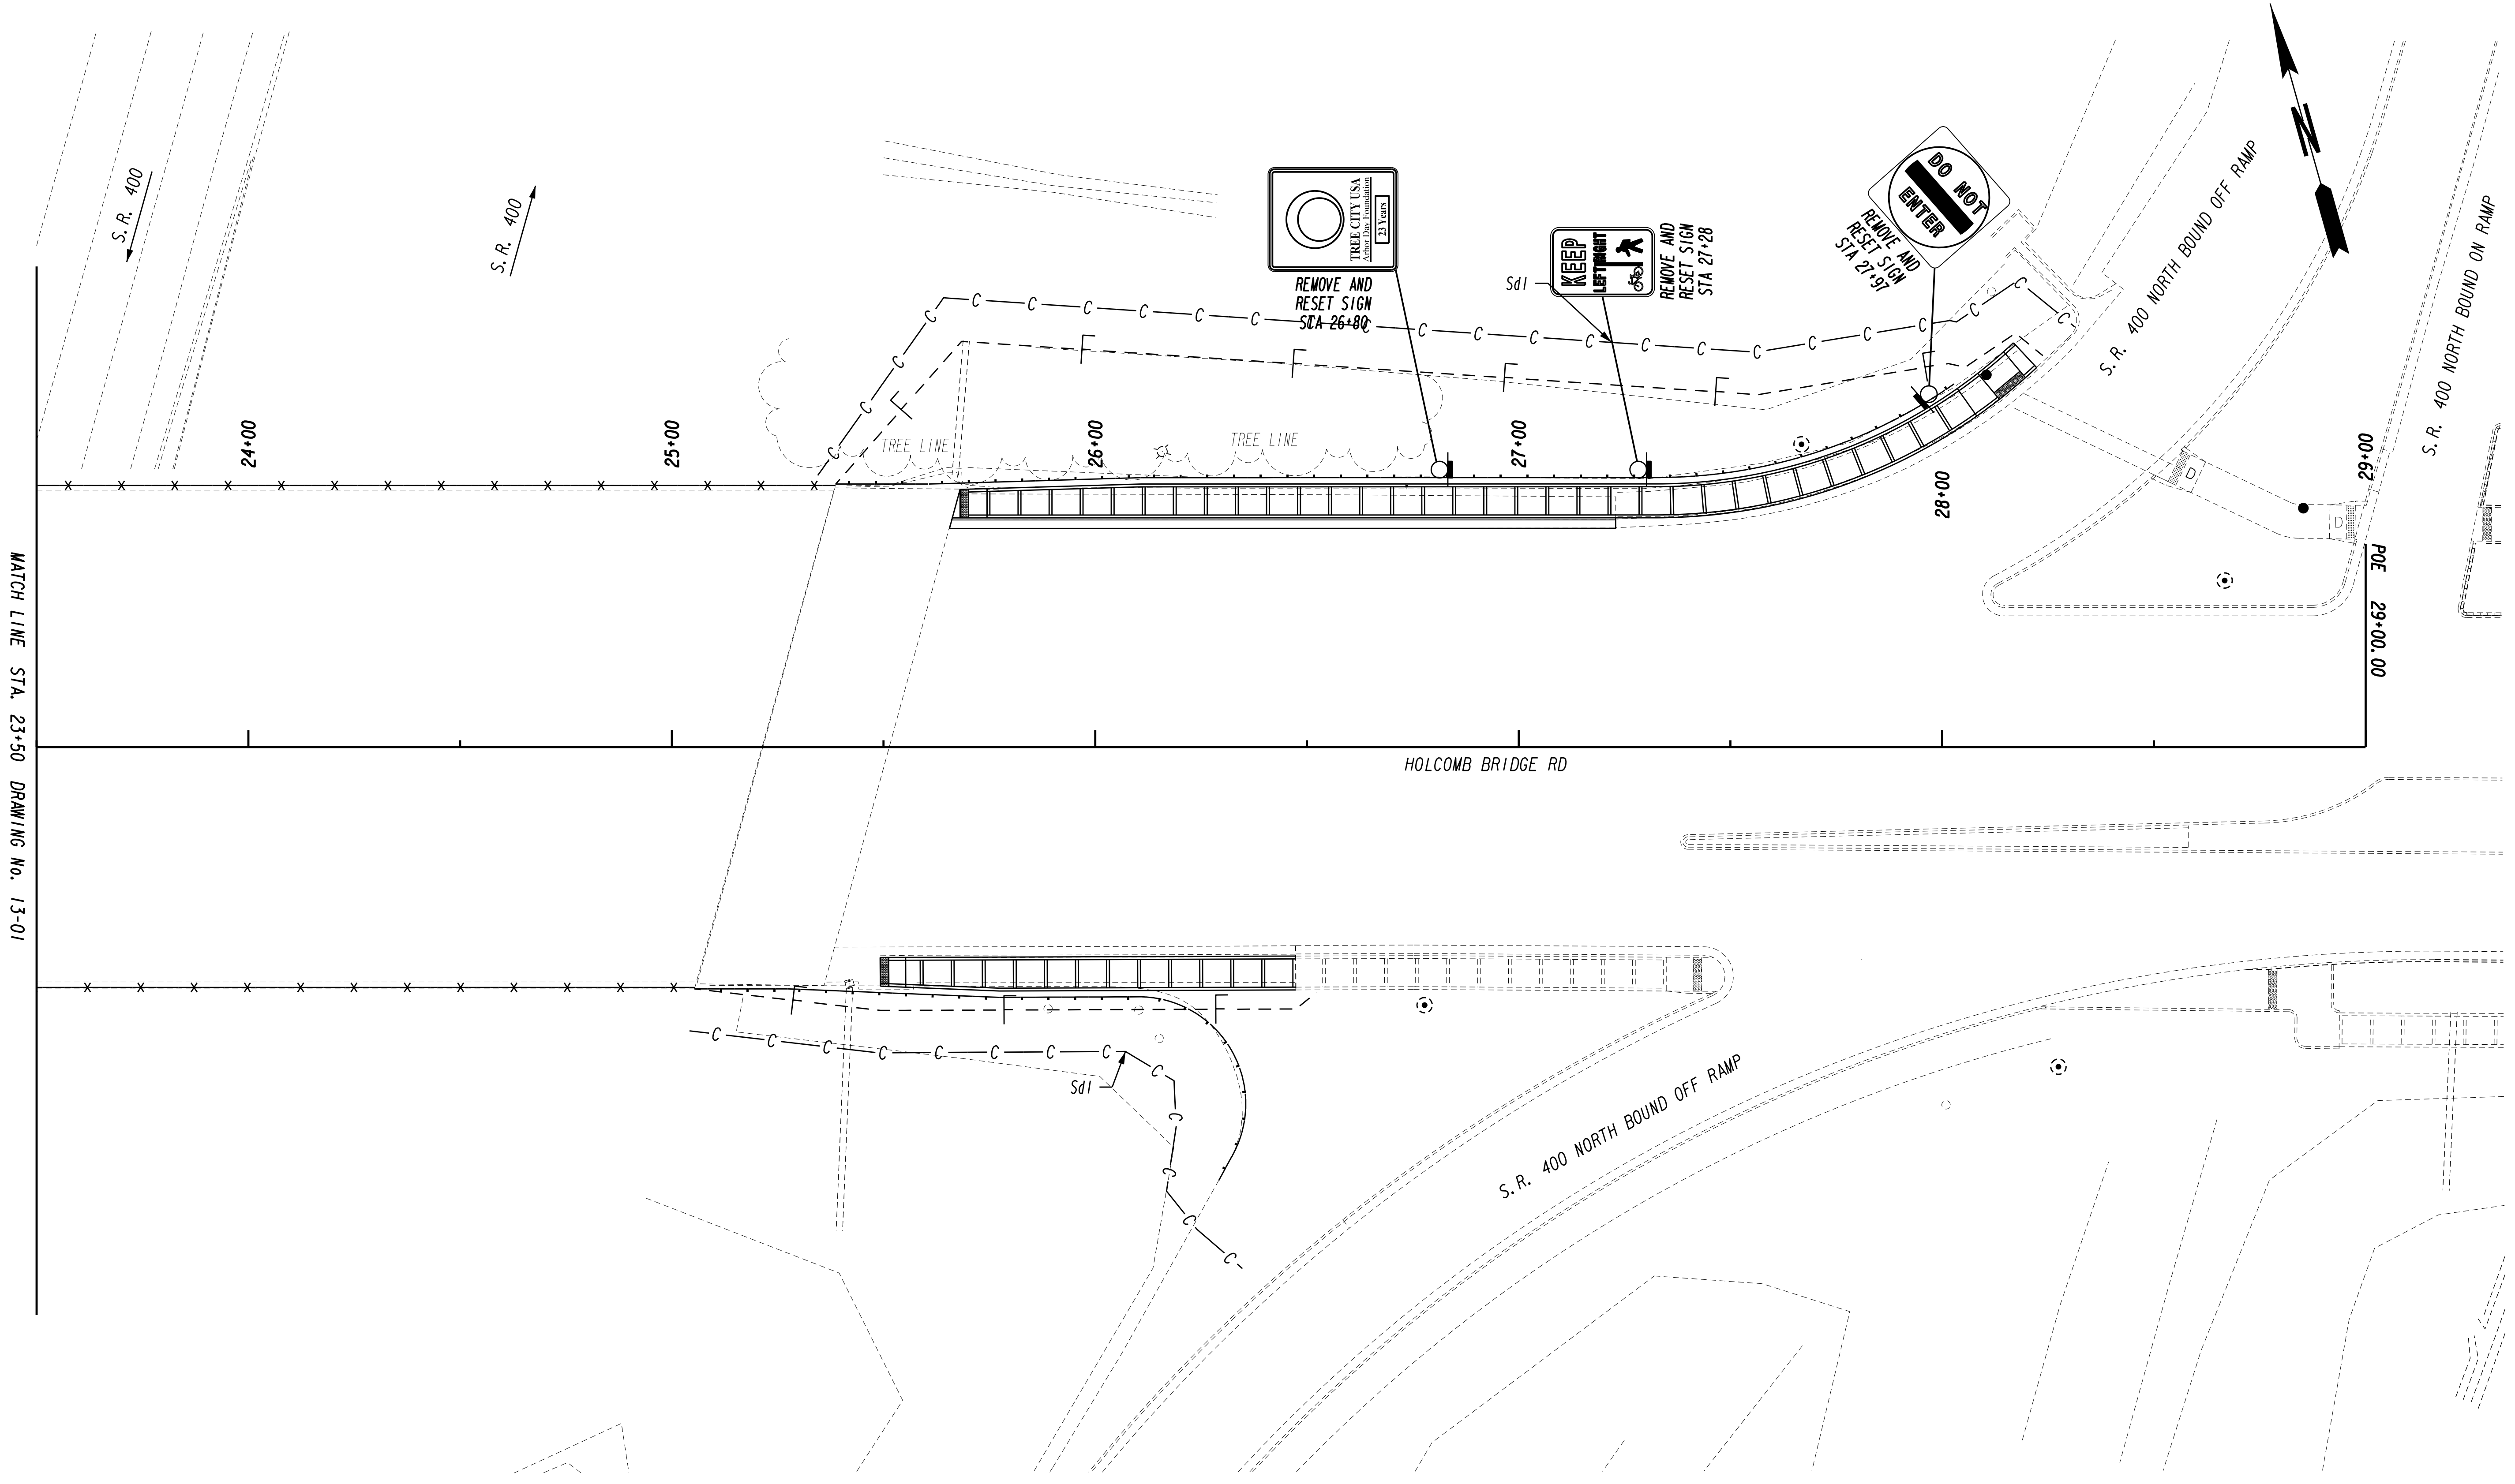 S.R. 400
S.R. 400
TREE CITY USA
Arbor Day Foundation
23 Years
REMOVE AND
RESET SIGN
STA 26+80
KEEP
LEFT RIGHT
REMOVE AND
RESET SIGN
STA 27+28
Sd1
DO NOT
ENTER
REMOVE AND
RESET SIGN
STA 27+97
N
S.R. 400 NORTH BOUND OFF RAMP
S.R. 400 NORTH BOUND ON RAMP
C C C C C C C C C C C C C C C C C C C C C C C
F F F F F F
TREE LINE
TREE LINE
24+00
25+00
26+00
27+00
28+00
29+00
X X X X X X X X X X X X X X X
D
D
POE 29+00.00
MATCH LINE STA. 23+50 DRAWING No. 13-01
HOLCOMB BRIDGE RD
X X X X X X X X X X X X
F F F
C C C C C C C C C C C C C
Sd1
S.R. 400 NORTH BOUND OFF RAMP